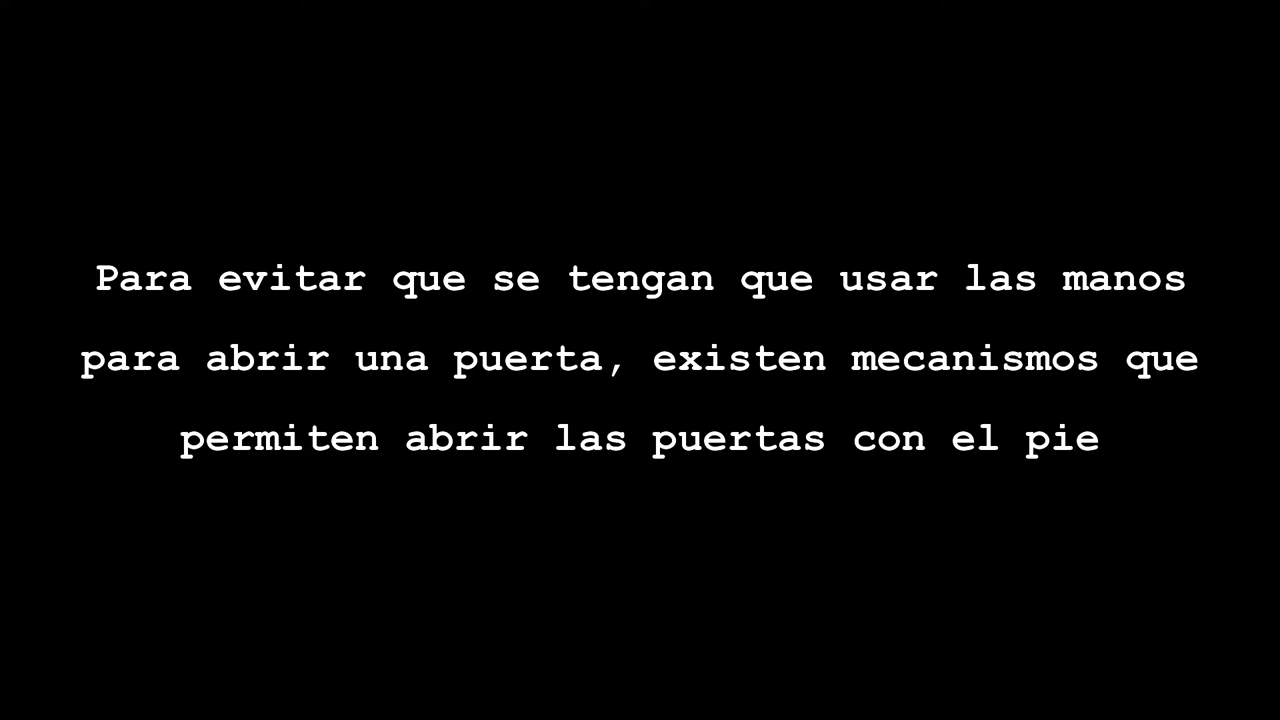 Para evitar que se tengan que usar las manos
para abrir una puerta, existen mecanismos que
permiten abrir las puertas con el pie